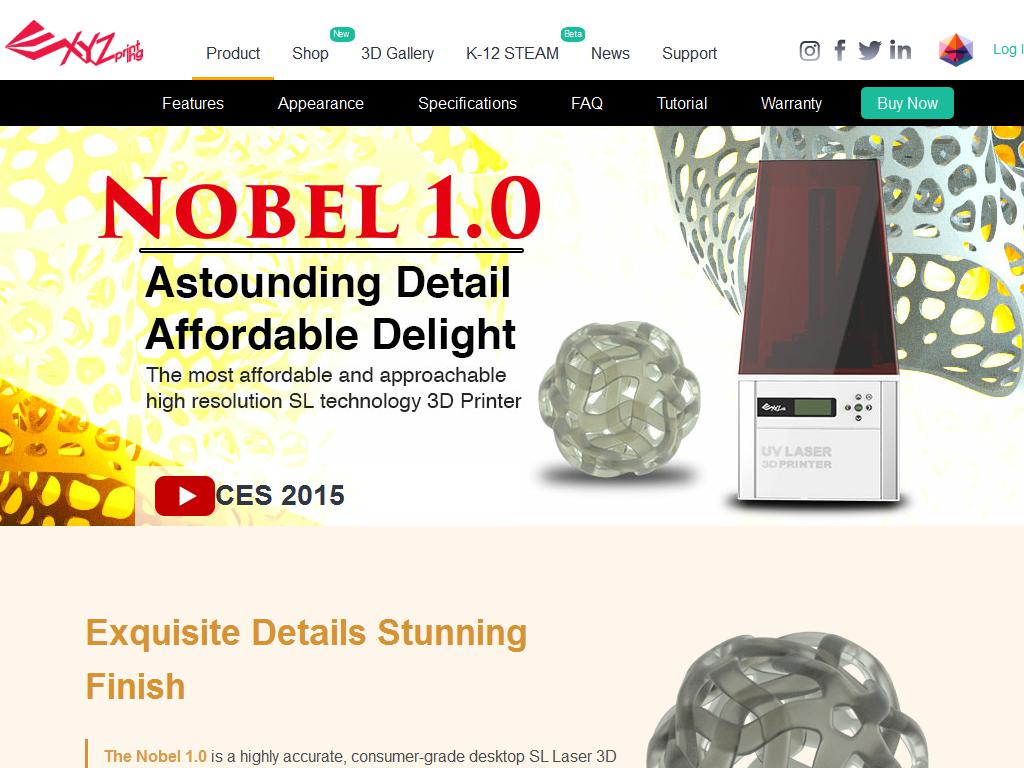 XYZprinting
Product
Shop
New
3D Gallery
K-12 STEAM
Beta
News
Support
Log I
Features
Appearance
Specifications
FAQ
Tutorial
Warranty
Buy Now
NOBEL 1.0
Astounding Detail
Affordable Delight
The most affordable and approachable
high resolution SL technology 3D Printer
UV LASER
3D PRINTER
CES 2015
Exquisite Details Stunning
Finish
The Nobel 1.0 is a highly accurate, consumer-grade desktop SL Laser 3D